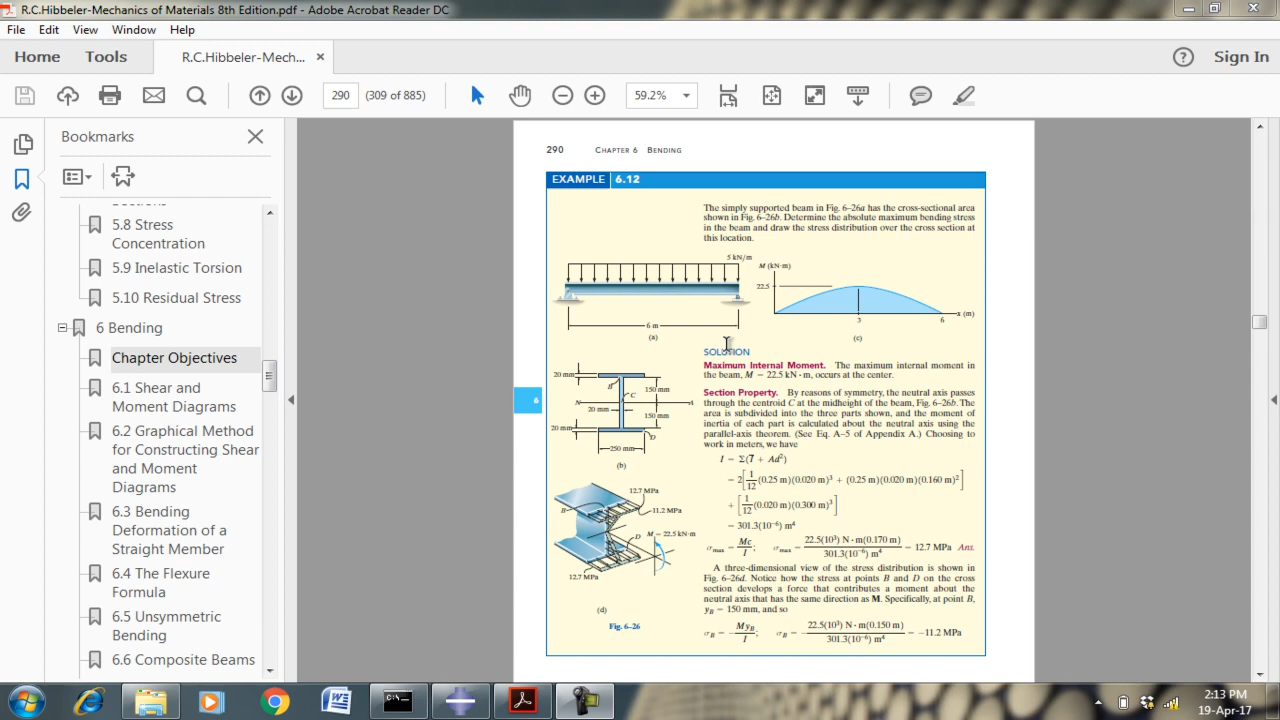 R.C.Hibbeler-Mechanics of Materials 8th Edition.pdf - Adobe Acrobat Reader DC
File Edit View Window Help
Home Tools R.C.Hibbeler-Mech... × Sign In
290 (309 of 885) 59.2%
Bookmarks
5.8 Stress
Concentration
5.9 Inelastic Torsion
5.10 Residual Stress
6 Bending
Chapter Objectives
6.1 Shear and
Moment Diagrams
6.2 Graphical Method
for Constructing Shear
and Moment
Diagrams
6.3 Bending
Deformation of a
Straight Member
6.4 The Flexure
Formula
6.5 Unsymmetric
Bending
6.6 Composite Beams
290 CHAPTER 6 BENDING
EXAMPLE 6.12
The simply supported beam in Fig. 6–26a has the cross-sectional area
shown in Fig. 6–26b. Determine the absolute maximum bending stress
in the beam and draw the stress distribution over the cross section at
this location.
5 kN/m
6 m
(a)
M (kN·m)
22.5
3 6 x (m)
(c)
20 mm
B
C
150 mm
N A
20 mm
150 mm
20 mm
D
250 mm
(b)
6
12.7 MPa
B 11.2 MPa
D M = 22.5 kN·m
12.7 MPa
(d)
Fig. 6–26
SOLUTION
Maximum Internal Moment. The maximum internal moment in
the beam, M = 22.5 kN · m, occurs at the center.
Section Property. By reasons of symmetry, the neutral axis passes
through the centroid C at the midheight of the beam, Fig. 6–26b. The
area is subdivided into the three parts shown, and the moment of
inertia of each part is calculated about the neutral axis using the
parallel-axis theorem. (See Eq. A–5 of Appendix A.) Choosing to
work in meters, we have
I = Σ(I̅ + Ad²)
= 2[1/12 (0.25 m)(0.020 m)³ + (0.25 m)(0.020 m)(0.160 m)²]
+ [1/12 (0.020 m)(0.300 m)³]
= 301.3(10⁻⁶) m⁴
σmax = Mc/I; σmax = 22.5(10³) N · m(0.170 m)/301.3(10⁻⁶) m⁴ = 12.7 MPa Ans.
A three-dimensional view of the stress distribution is shown in
Fig. 6–26d. Notice how the stress at points B and D on the cross
section develops a force that contributes a moment about the
neutral axis that has the same direction as M. Specifically, at point B,
yB = 150 mm, and so
σB = −MyB/I; σB = −22.5(10³) N · m(0.150 m)/301.3(10⁻⁶) m⁴ = −11.2 MPa
2:13 PM
19-Apr-17